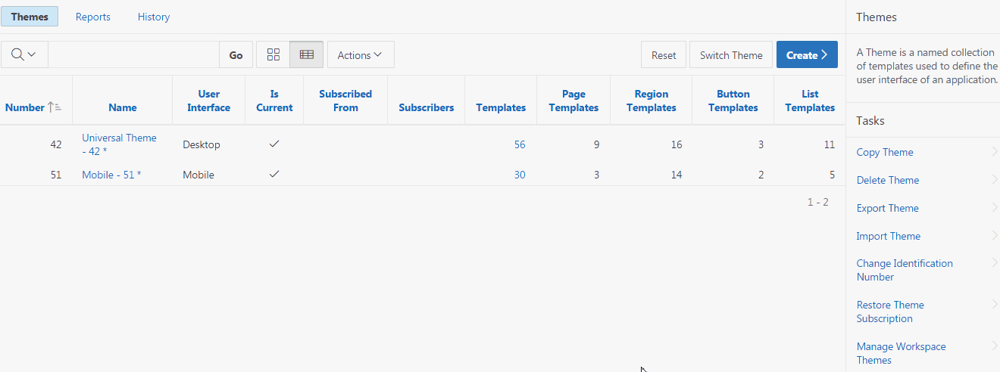 Themes Reports History
Go Actions Reset Switch Theme Create
Number Name User Interface Is Current Subscribed From Subscribers Templates Page Templates Region Templates Button Templates List Templates
42 Universal Theme - 42 * Desktop 56 9 16 3 11
51 Mobile - 51 * Mobile 30 3 14 2 5
1 - 2
Themes
A Theme is a named collection
of templates used to define the
user interface of an application.
Tasks
Copy Theme
Delete Theme
Export Theme
Import Theme
Change Identification
Number
Restore Theme
Subscription
Manage Workspace
Themes